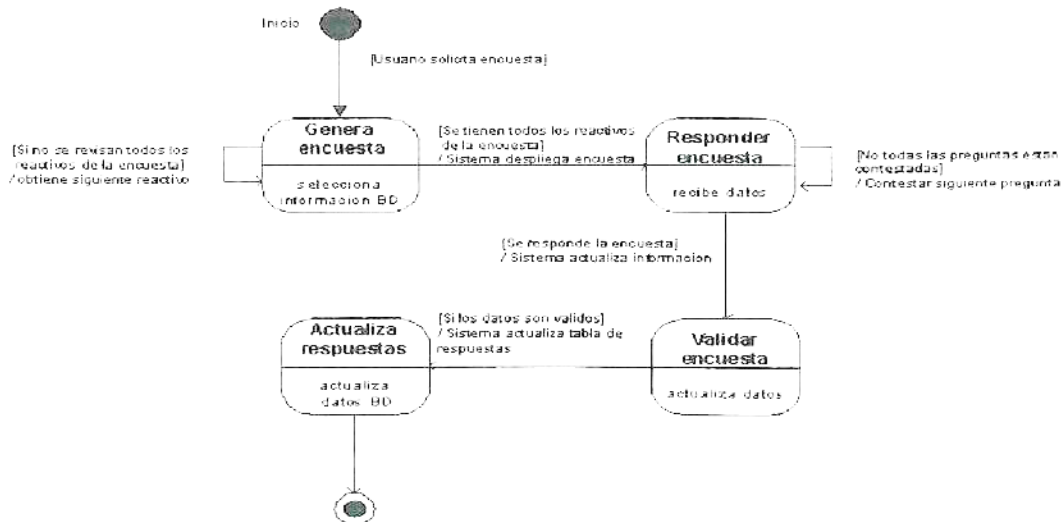 Inicio
[Usuario solicita encuesta]
Genera
encuesta
selecciona
informacion BD
[Si no se revisan todos los
reactivos de la encuesta]
/ obtiene siguiente reactivo
[Se tienen todos los reactivos
de la encuesta]
/ Sistema despliega encuesta
Responder
encuesta
recibe datos
[No todas las preguntas estan
contestadas]
/ Contestar siguiente pregunta
[Se responde la encuesta]
/ Sistema actualiza informacion
Validar
encuesta
actualiza datos
[Si los datos son validos]
/ Sistema actualiza tabla de
respuestas
Actualiza
respuestas
actualiza
datos BD